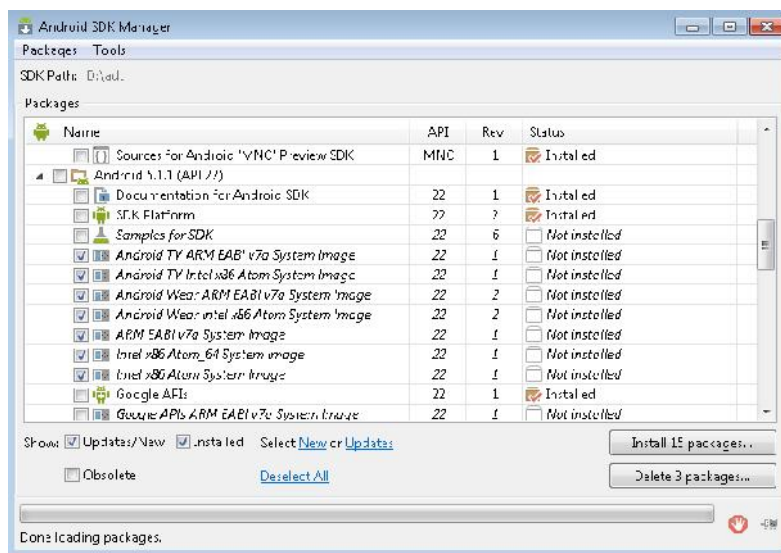 Android SDK Manager
Packages Tools
SDK Path:
Packages
Name API Rev Status
Sources for Android 'MNC' Preview SDK MNC 1 Installed
Android 5.1.1 (API 22)
Documentation for Android SDK 22 1 Installed
SDK Platform 22 2 Installed
Samples for SDK 22 6 Not installed
Android TV ARM EABI v7a System Image 22 1 Not installed
Android TV Intel x86 Atom System Image 22 1 Not installed
Android Wear ARM EABI v7a System Image 22 2 Not installed
Android Wear Intel x86 Atom System Image 22 2 Not installed
ARM EABI v7a System Image 22 1 Not installed
Intel x86 Atom_64 System Image 22 1 Not installed
Intel x86 Atom System Image 22 1 Not installed
Google APIs 22 1 Installed
Google APIs ARM EABI v7a System Image 22 1 Not installed
Show: Updates/New Installed Select New or Updates Install 15 packages...
Obsolete Deselect All Delete 3 packages...
Done loading packages.